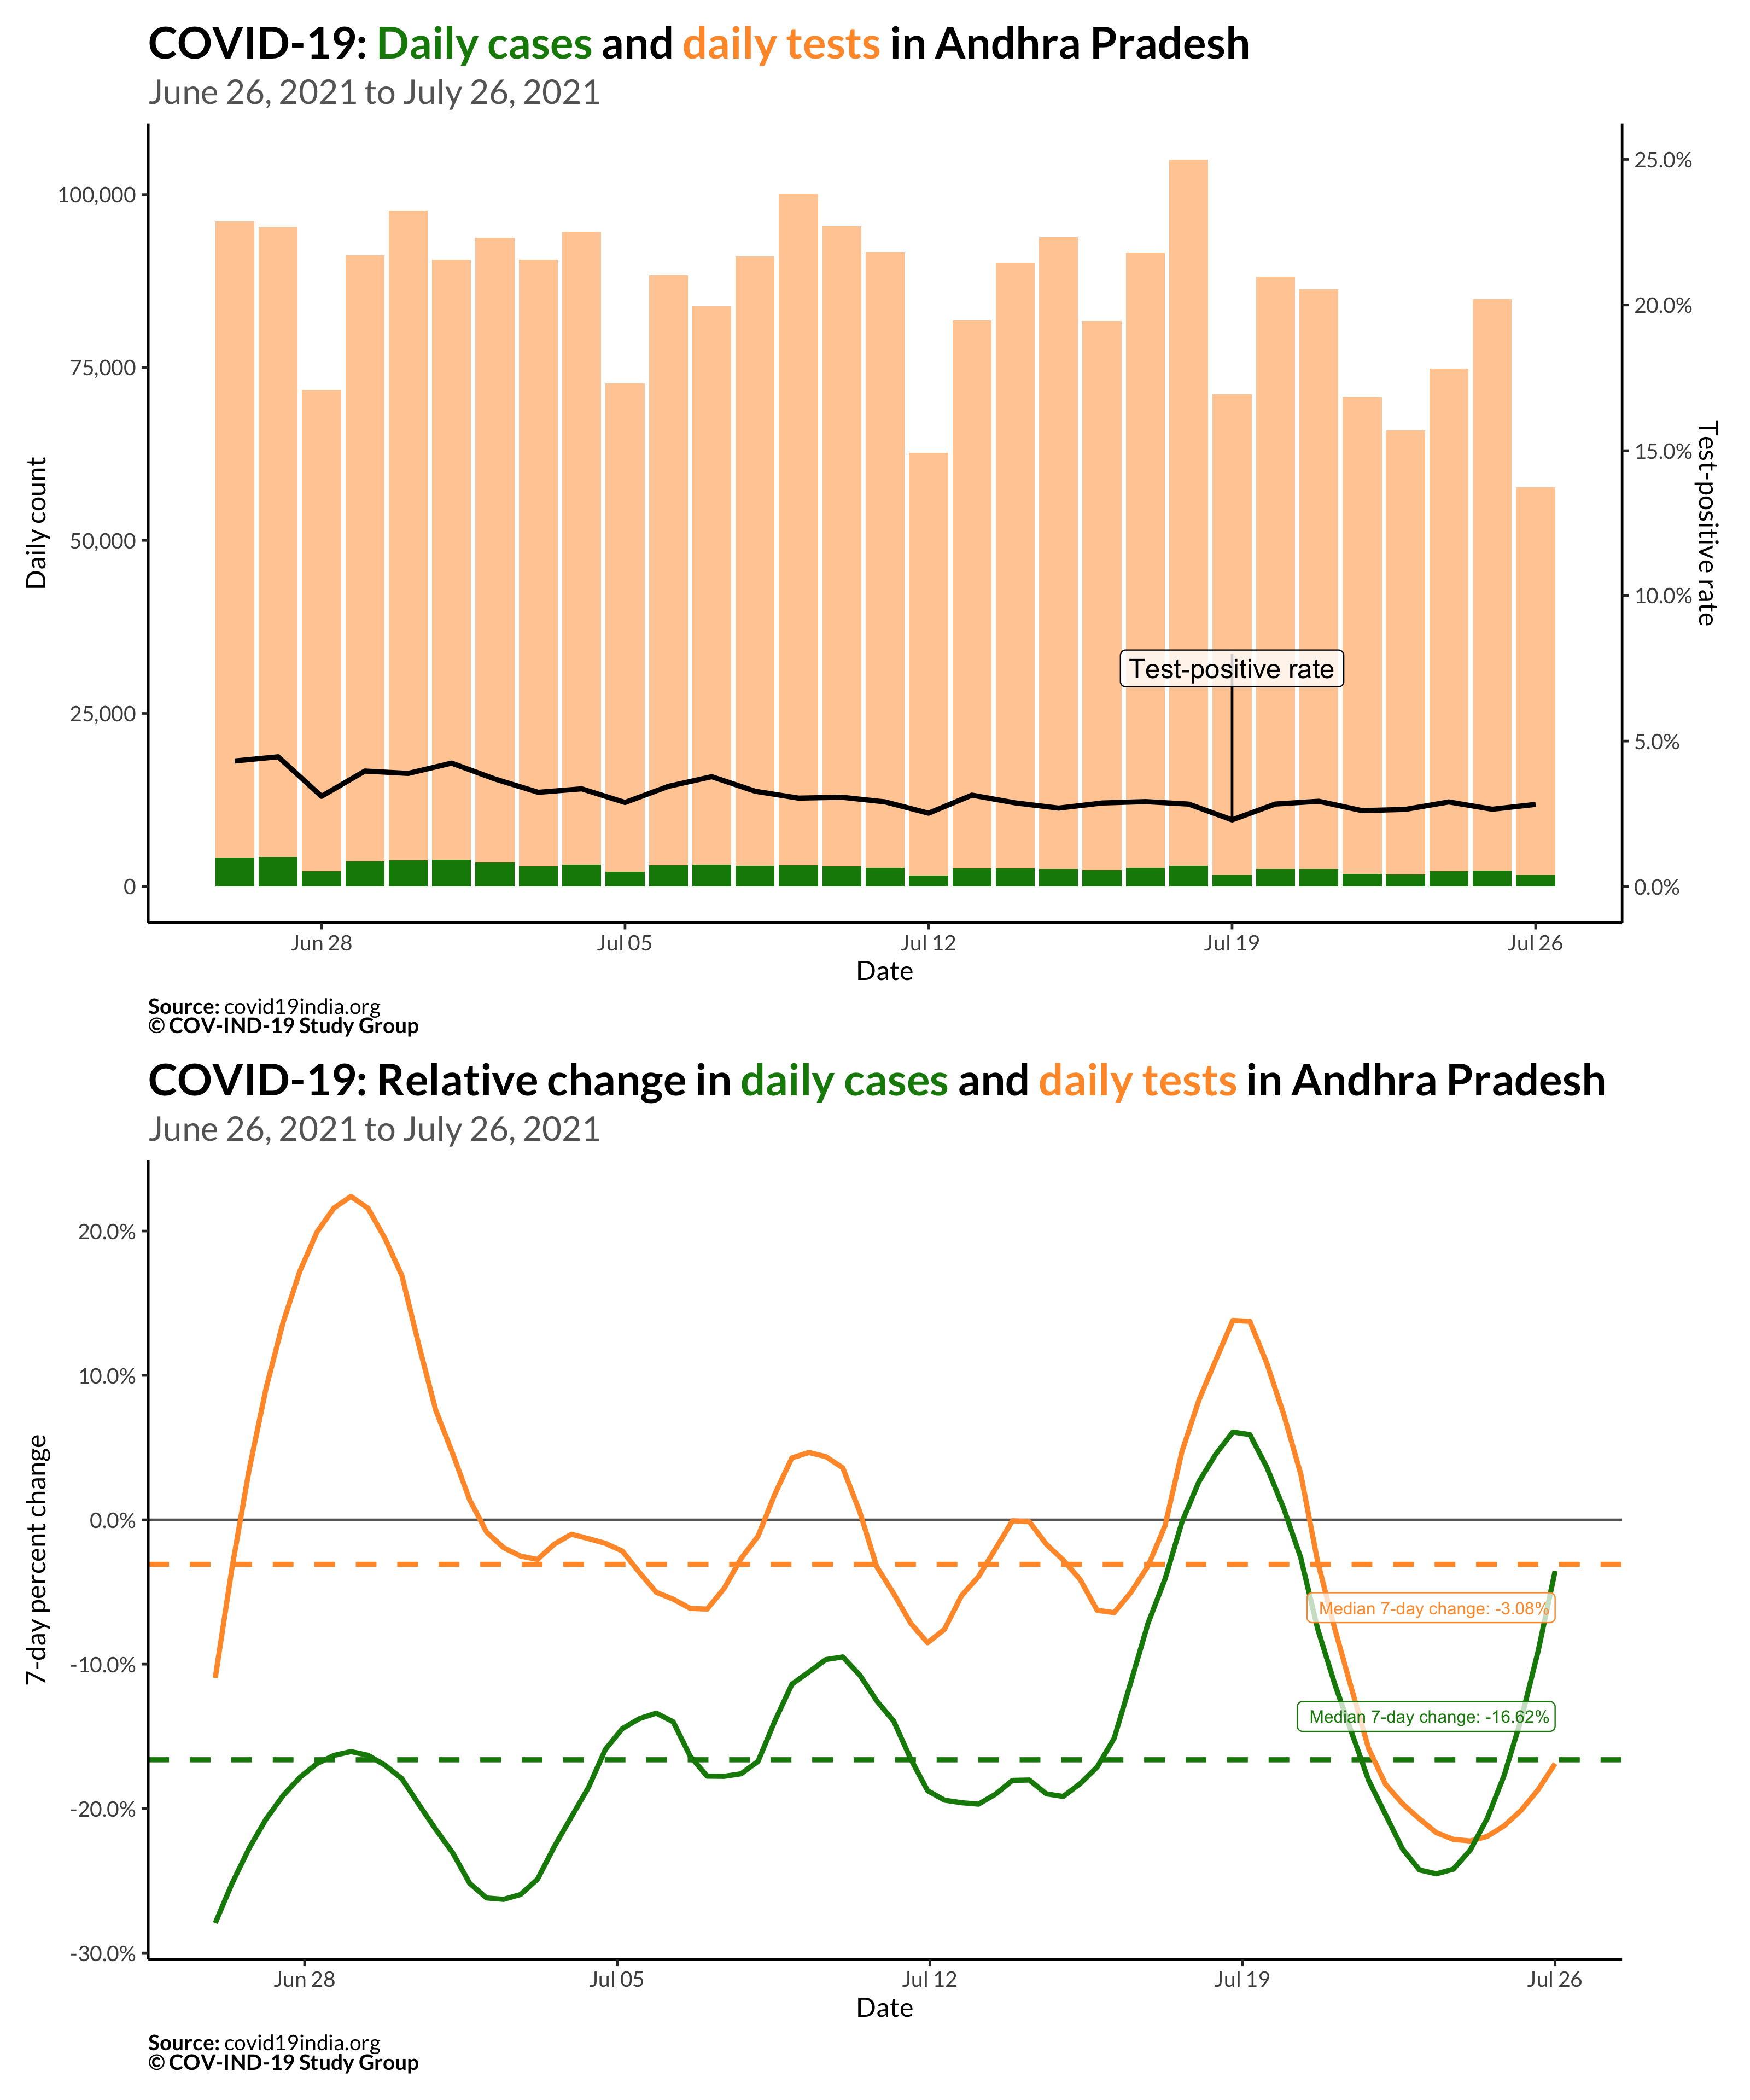 COVID-19: Daily cases and daily tests in Andhra Pradesh
June 26, 2021 to July 26, 2021
100,000
75,000
50,000
25,000
0
Daily count
25.0%
20.0%
15.0%
10.0%
5.0%
0.0%
Test-positive rate
Test-positive rate
Jun 28
Jul 05
Jul 12
Jul 19
Jul 26
Date
Source: covid19india.org
© COV-IND-19 Study Group
COVID-19: Relative change in daily cases and daily tests in Andhra Pradesh
June 26, 2021 to July 26, 2021
20.0%
10.0%
0.0%
-10.0%
-20.0%
-30.0%
7-day percent change
Median 7-day change: -3.08%
Median 7-day change: -16.62%
Jun 28
Jul 05
Jul 12
Jul 19
Jul 26
Date
Source: covid19india.org
© COV-IND-19 Study Group